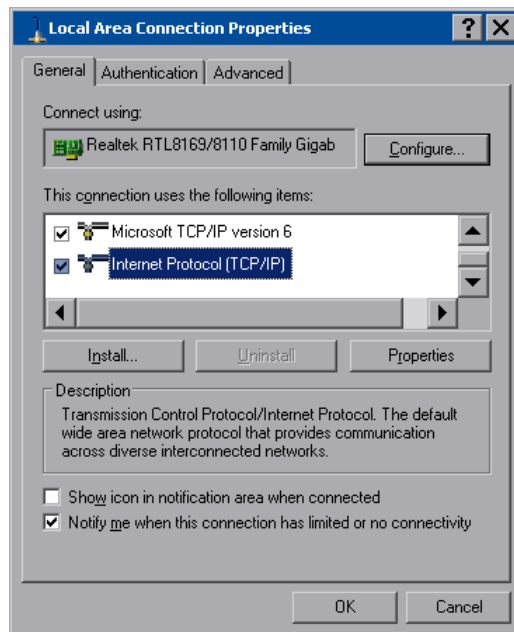 Local Area Connection Properties
General
Authentication
Advanced
Connect using:
Realtek RTL8169/8110 Family Gigab
Configure...
This connection uses the following items:
Microsoft TCP/IP version 6
Internet Protocol (TCP/IP)
Install...
Uninstall
Properties
Description
Transmission Control Protocol/Internet Protocol. The default
wide area network protocol that provides communication
across diverse interconnected networks.
Show icon in notification area when connected
Notify me when this connection has limited or no connectivity
OK
Cancel